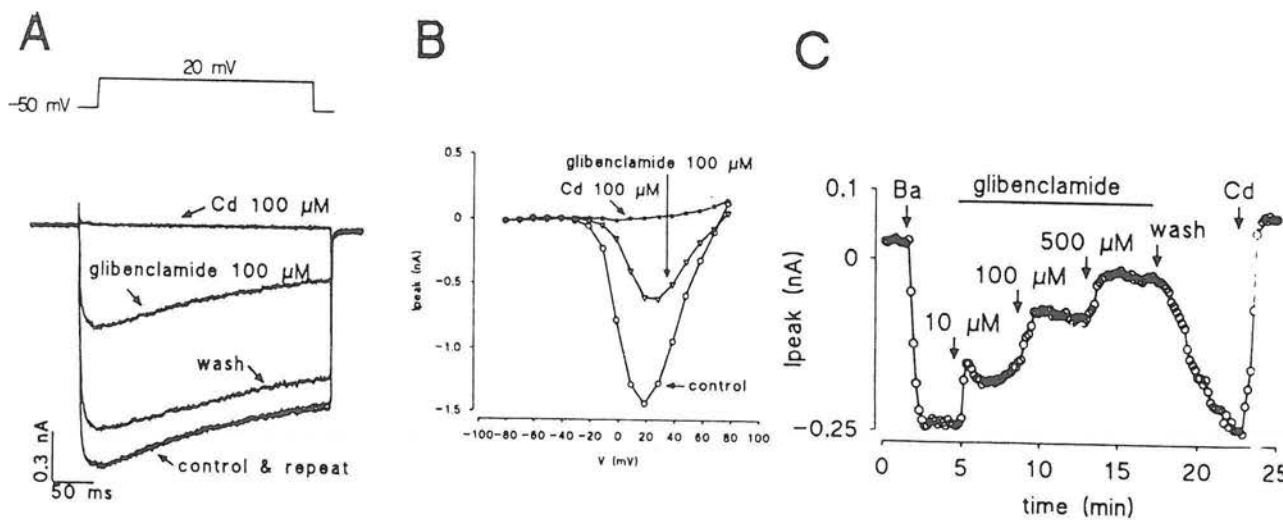 A
20 mV
−50 mV
Cd 100 μM
glibenclamide 100 μM
wash
control & repeat
0.3 nA
50 ms
B
0.5
0
−0.5
−1.0
−1.5
Ipeak (nA)
glibenclamide 100 μM
Cd 100 μM
control
−100 −80 −60 −40 −20 0 20 40 60 80 100
V (mV)
C
0.1
0
−0.25
Ipeak (nA)
Ba
glibenclamide
Cd
10 μM
100 μM
500 μM
wash
0 5 10 15 20 25
time (min)